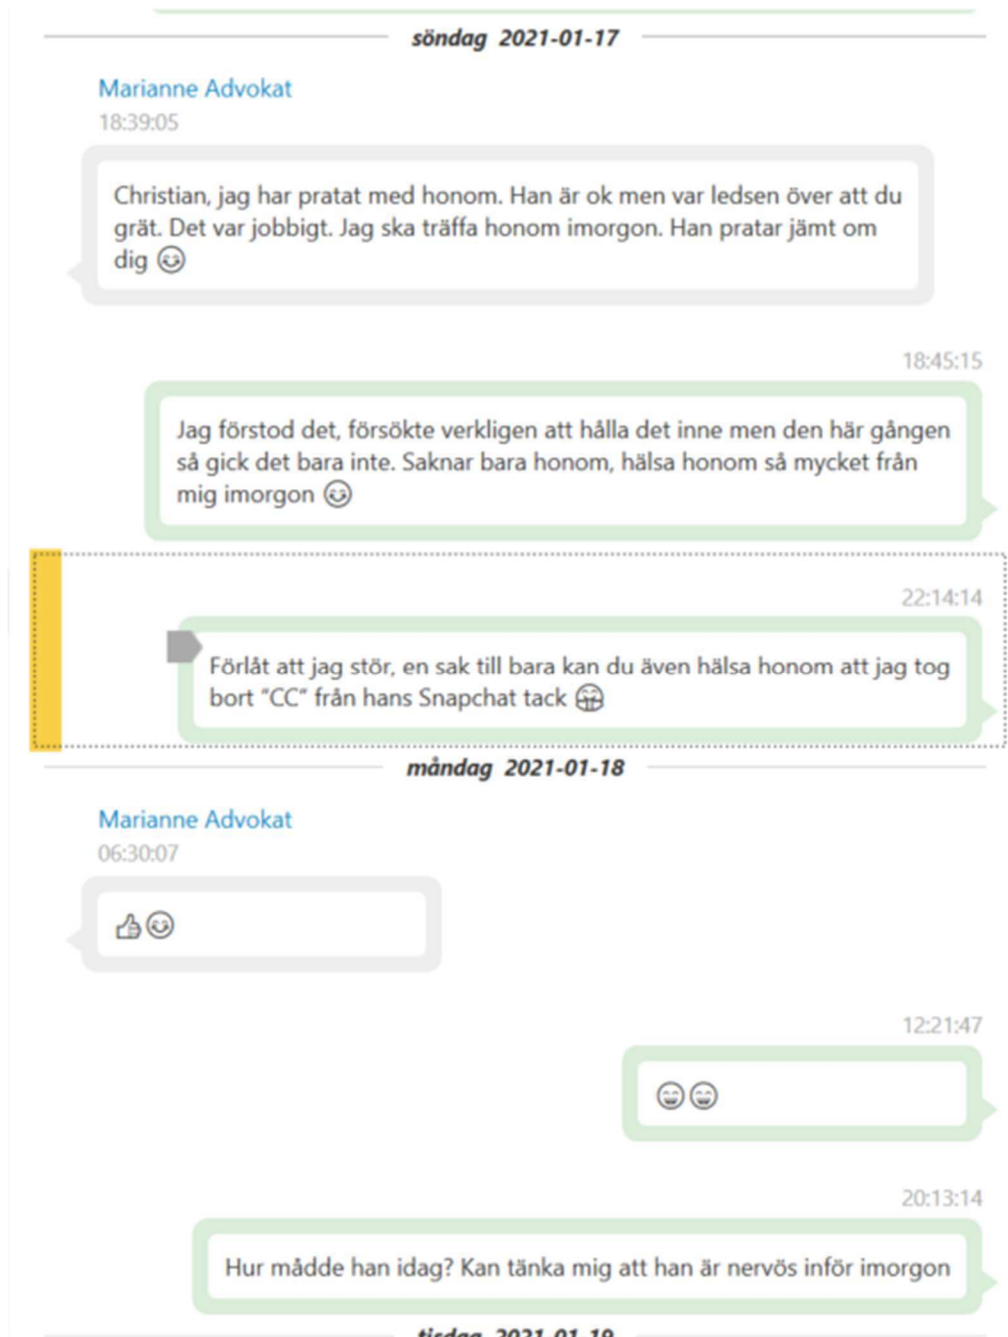 söndag 2021-01-17
Marianne Advokat
18:39:05
Christian, jag har pratat med honom. Han är ok men var ledsen över att du
grät. Det var jobbigt. Jag ska träffa honom imorgon. Han pratar jämt om
dig 😊
18:45:15
Jag förstod det, försökte verkligen att hålla det inne men den här gången
så gick det bara inte. Saknar bara honom, hälsa honom så mycket från
mig imorgon 😊
22:14:14
Förlåt att jag stör, en sak till bara kan du även hälsa honom att jag tog
bort "CC" från hans Snapchat tack 😁
måndag 2021-01-18
Marianne Advokat
06:30:07
👍😊
12:21:47
😄😄
20:13:14
Hur mådde han idag? Kan tänka mig att han är nervös inför imorgon
tisdag 2021-01-19